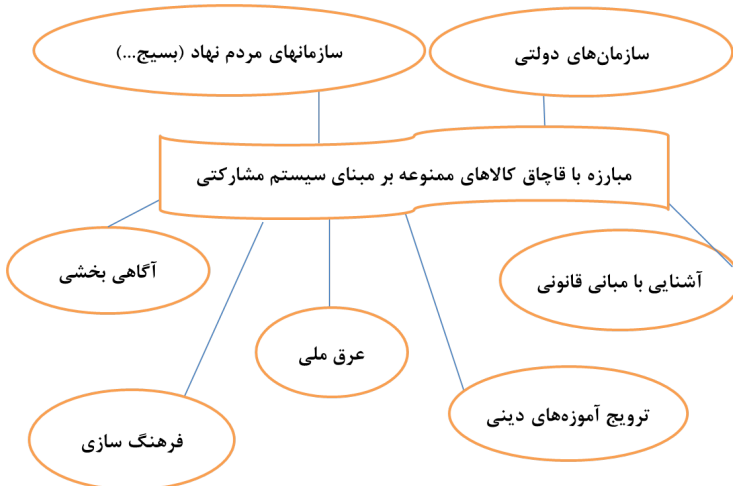 سازمان‌های دولتی
سازمانهای مردم نهاد (بسیج...)
مبارزه با قاچاق کالاهای ممنوعه بر مبنای سیستم مشارکتی
آشنایی با مبانی قانونی
آگاهی بخشی
عرق ملی
ترویج آموزه‌های دینی
فرهنگ سازی